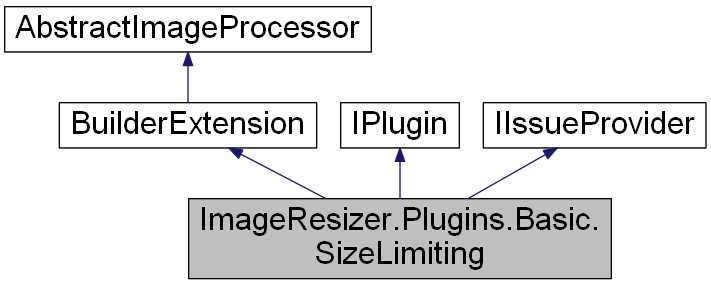 AbstractImageProcessor
BuilderExtension
IPlugin
IIssueProvider
ImageResizer.Plugins.Basic.
SizeLimiting